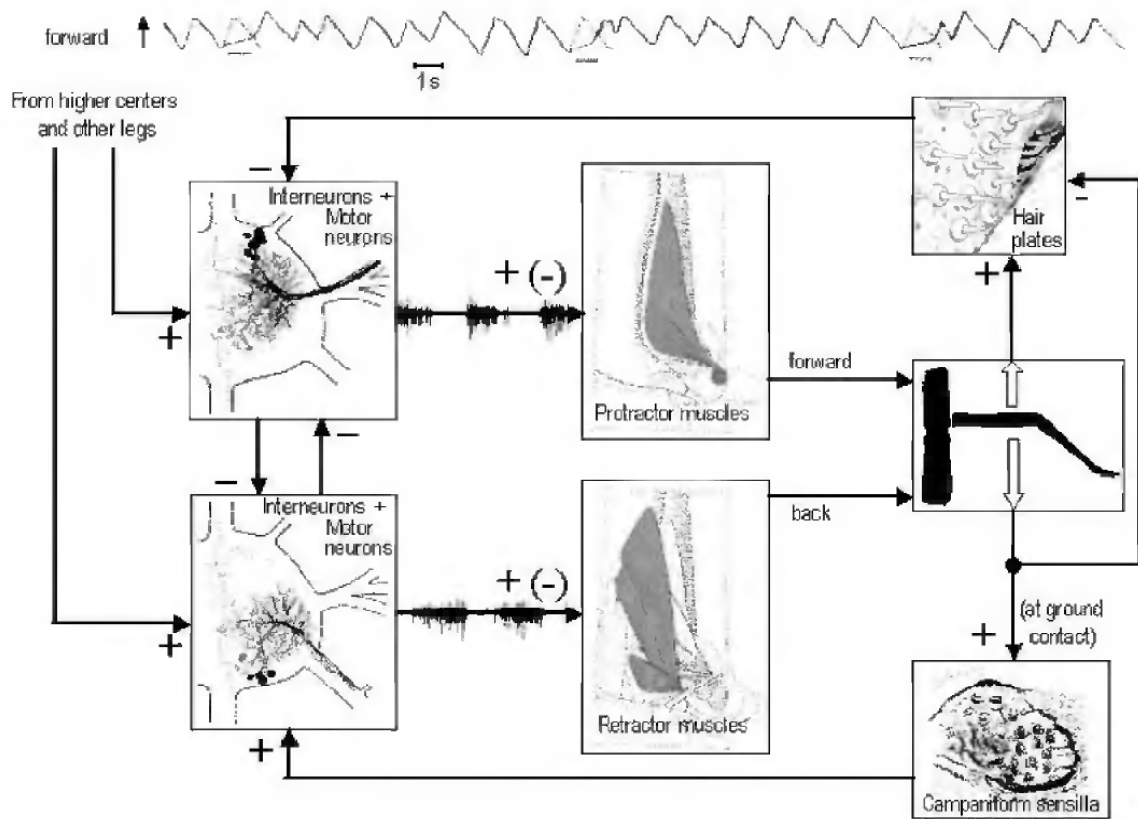 forward
1s
From higher centers
and other legs
−
Interneurons +
Motor
neurons
+
+ (-)
Protractor muscles
forward
Hair
plates
-
+
−
−
Interneurons +
Motor
neurons
+
+ (-)
Retractor muscles
back
(at ground
contact)
+
+
Campaniform sensilla